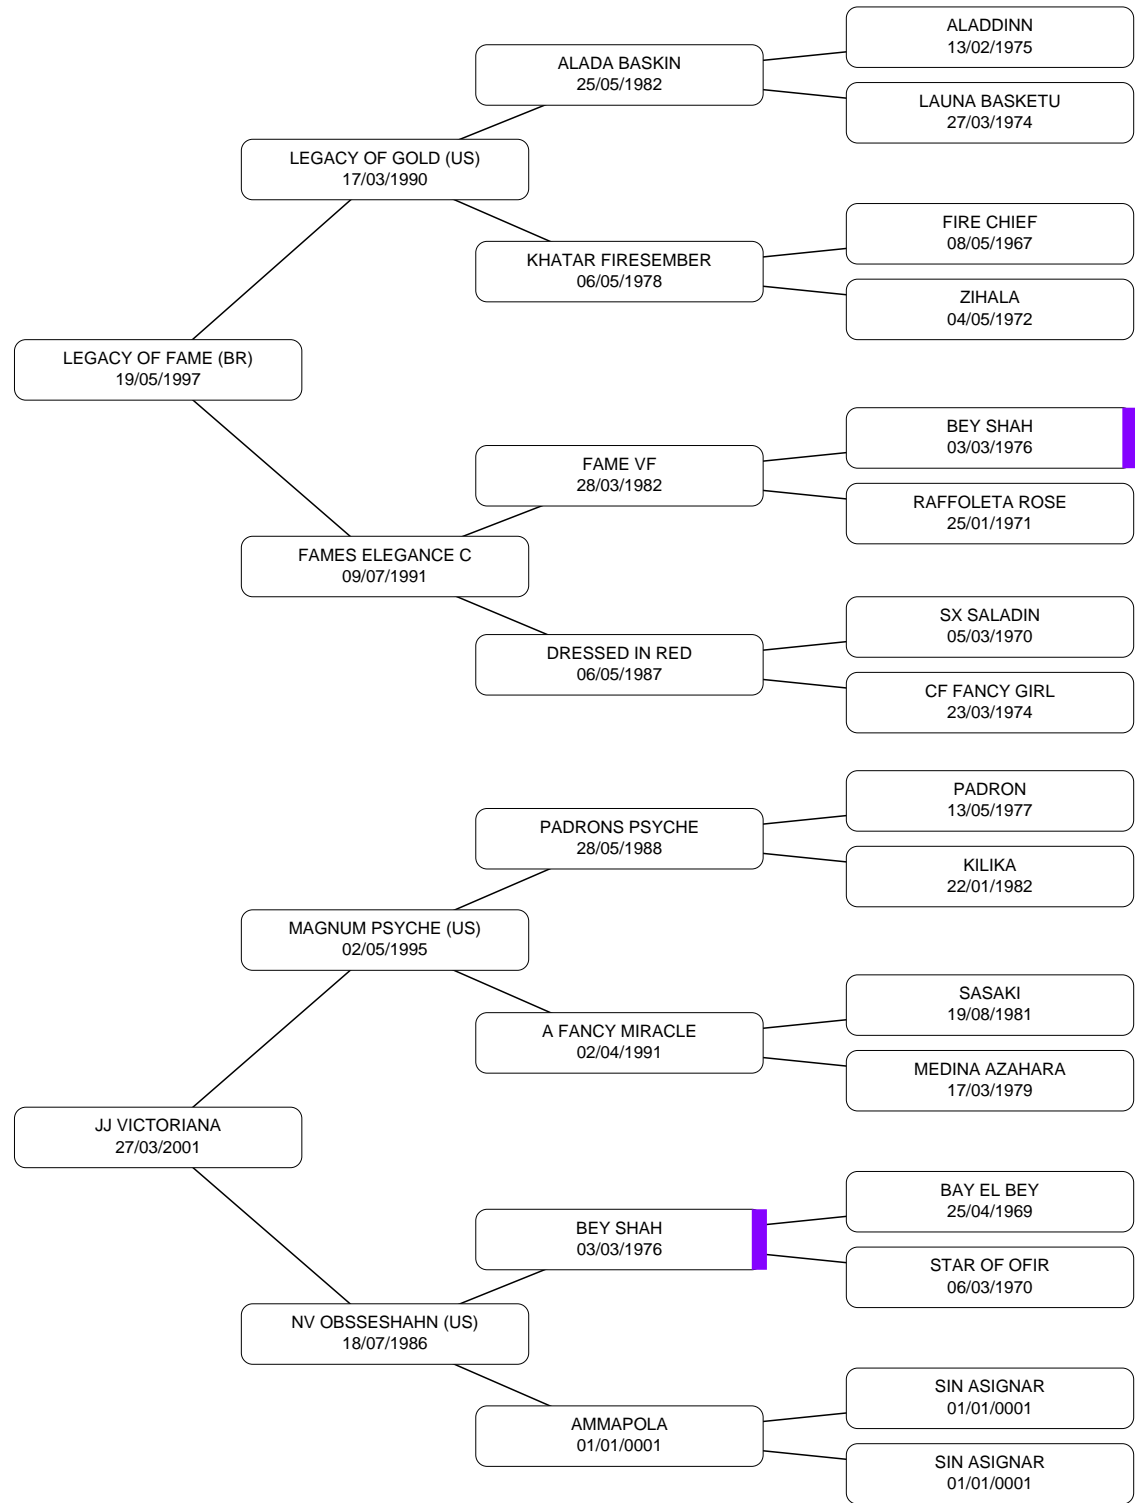 ALADDINN
13/02/1975
ALADA BASKIN
25/05/1982
LAUNA BASKETU
27/03/1974
LEGACY OF GOLD (US)
17/03/1990
FIRE CHIEF
08/05/1967
KHATAR FIRESEMBER
06/05/1978
ZIHALA
04/05/1972
LEGACY OF FAME (BR)
19/05/1997
BEY SHAH
03/03/1976
FAME VF
28/03/1982
RAFFOLETA ROSE
25/01/1971
FAMES ELEGANCE C
09/07/1991
SX SALADIN
05/03/1970
DRESSED IN RED
06/05/1987
CF FANCY GIRL
23/03/1974
PADRON
13/05/1977
PADRONS PSYCHE
28/05/1988
KILIKA
22/01/1982
MAGNUM PSYCHE (US)
02/05/1995
SASAKI
19/08/1981
A FANCY MIRACLE
02/04/1991
MEDINA AZAHARA
17/03/1979
JJ VICTORIANA
27/03/2001
BAY EL BEY
25/04/1969
BEY SHAH
03/03/1976
STAR OF OFIR
06/03/1970
NV OBSSESHAHN (US)
18/07/1986
SIN ASIGNAR
01/01/0001
AMMAPOLA
01/01/0001
SIN ASIGNAR
01/01/0001